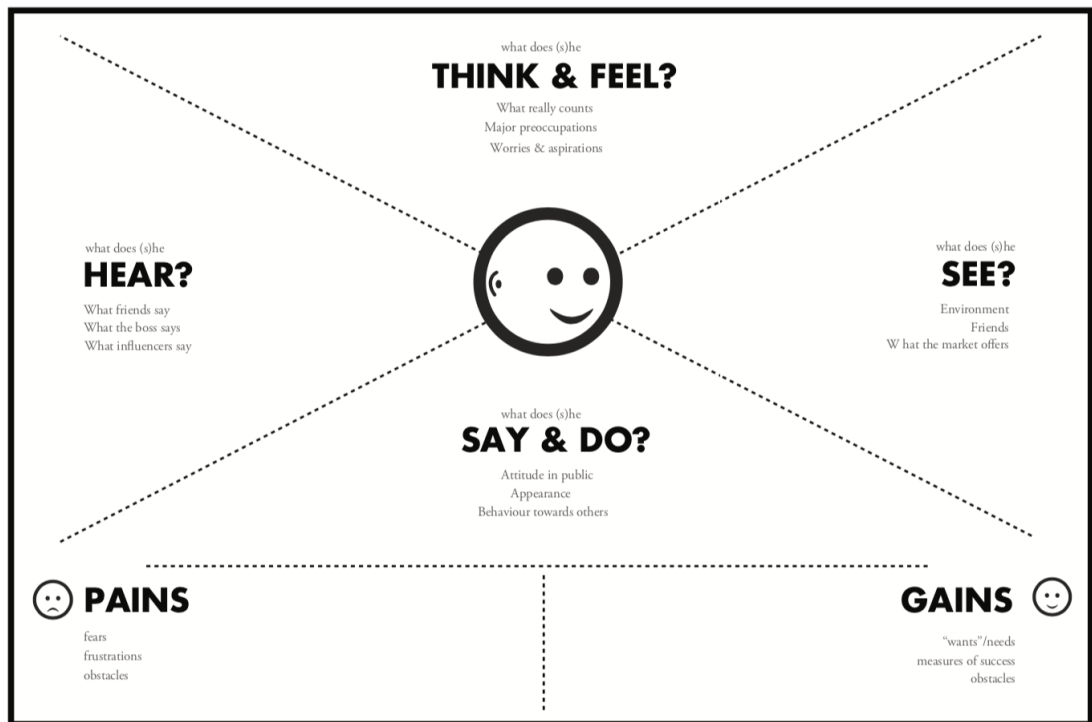 what does (s)he
THINK & FEEL?
What really counts
Major preoccupations
Worries & aspirations
what does (s)he
HEAR?
What friends say
What the boss says
What influencers say
what does (s)he
SEE?
Environment
Friends
W hat the market offers
what does (s)he
SAY & DO?
Attitude in public
Appearance
Behaviour towards others
PAINS
fears
frustrations
obstacles
GAINS
“wants”/needs
measures of success
obstacles